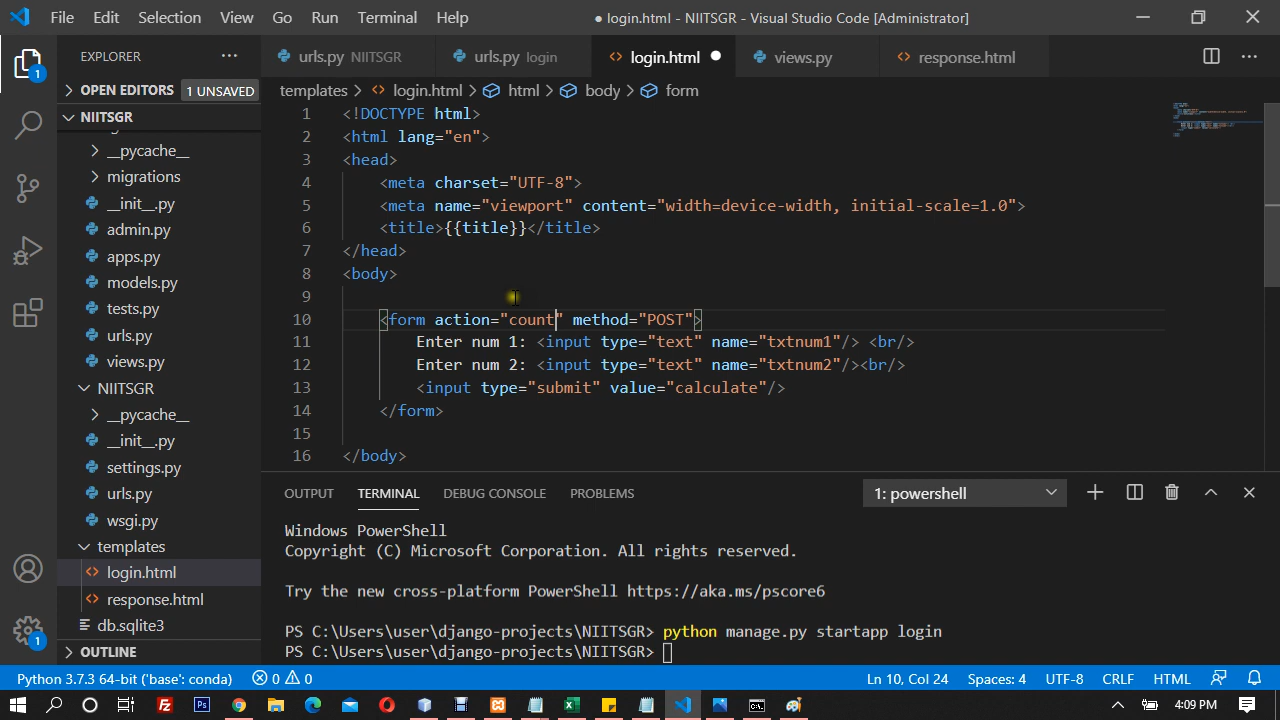 File Edit Selection View Go Run Terminal Help ● login.html - NIITSGR - Visual Studio Code [Administrator]
EXPLORER ···
urls.py NIITSGR urls.py login login.html ● views.py response.html ···
OPEN EDITORS 1 UNSAVED
templates > login.html > html > body > form
NIITSGR
__pycache__
migrations
__init__.py
admin.py
apps.py
models.py
tests.py
urls.py
views.py
NIITSGR
__pycache__
__init__.py
settings.py
urls.py
wsgi.py
templates
login.html
response.html
db.sqlite3
OUTLINE
1
1
1 <!DOCTYPE html>
2 <html lang="en">
3 <head>
4 <meta charset="UTF-8">
5 <meta name="viewport" content="width=device-width, initial-scale=1.0">
6 <title>{{title}}</title>
7 </head>
8 <body>
9
10 <form action="count" method="POST">
11 Enter num 1: <input type="text" name="txtnum1"/> <br/>
12 Enter num 2: <input type="text" name="txtnum2"/><br/>
13 <input type="submit" value="calculate"/>
14 </form>
15
16 </body>
OUTPUT TERMINAL DEBUG CONSOLE PROBLEMS 1: powershell
Windows PowerShell
Copyright (C) Microsoft Corporation. All rights reserved.
Try the new cross-platform PowerShell https://aka.ms/pscore6
PS C:\Users\user\django-projects\NIITSGR> python manage.py startapp login
PS C:\Users\user\django-projects\NIITSGR>
Python 3.7.3 64-bit ('base': conda) 0 0 Ln 10, Col 24 Spaces: 4 UTF-8 CRLF HTML
4:09 PM